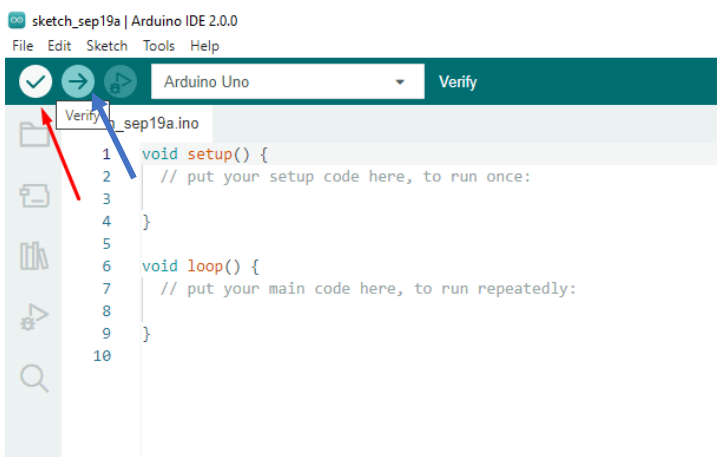 sketch_sep19a | Arduino IDE 2.0.0
File Edit Sketch Tools Help
Arduino Uno Verify
Verify
h_sep19a.ino
1 void setup() {
2 // put your setup code here, to run once:
3
4 }
5
6 void loop() {
7 // put your main code here, to run repeatedly:
8
9 }
10